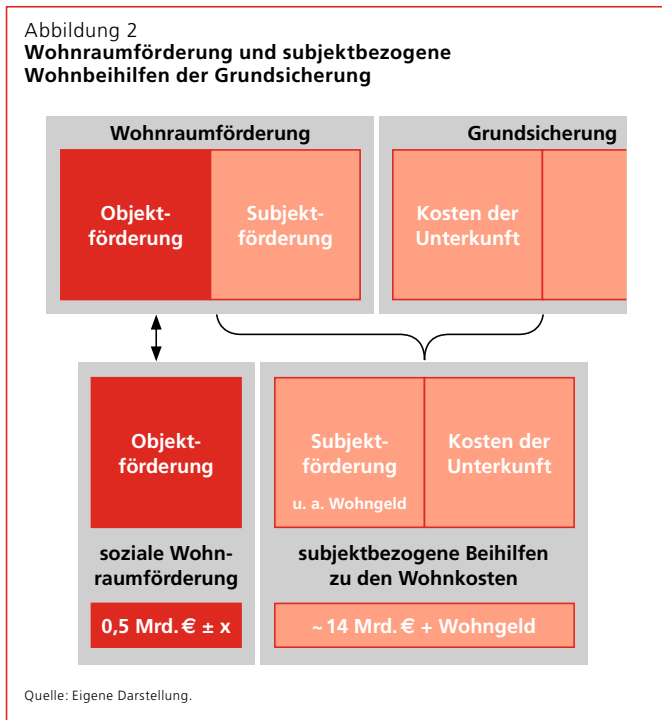 Abbildung 2
Wohnraumförderung und subjektbezogene
Wohnbeihilfen der Grundsicherung
Wohnraumförderung
Grundsicherung
Objekt-
förderung
Subjekt-
förderung
Kosten der
Unterkunft
Objekt-
förderung
Subjekt-
förderung
u. a. Wohngeld
Kosten der
Unterkunft
soziale Wohn-
raumförderung
subjektbezogene Beihilfen
zu den Wohnkosten
0,5 Mrd. € ± x
~ 14 Mrd. € + Wohngeld
Quelle: Eigene Darstellung.